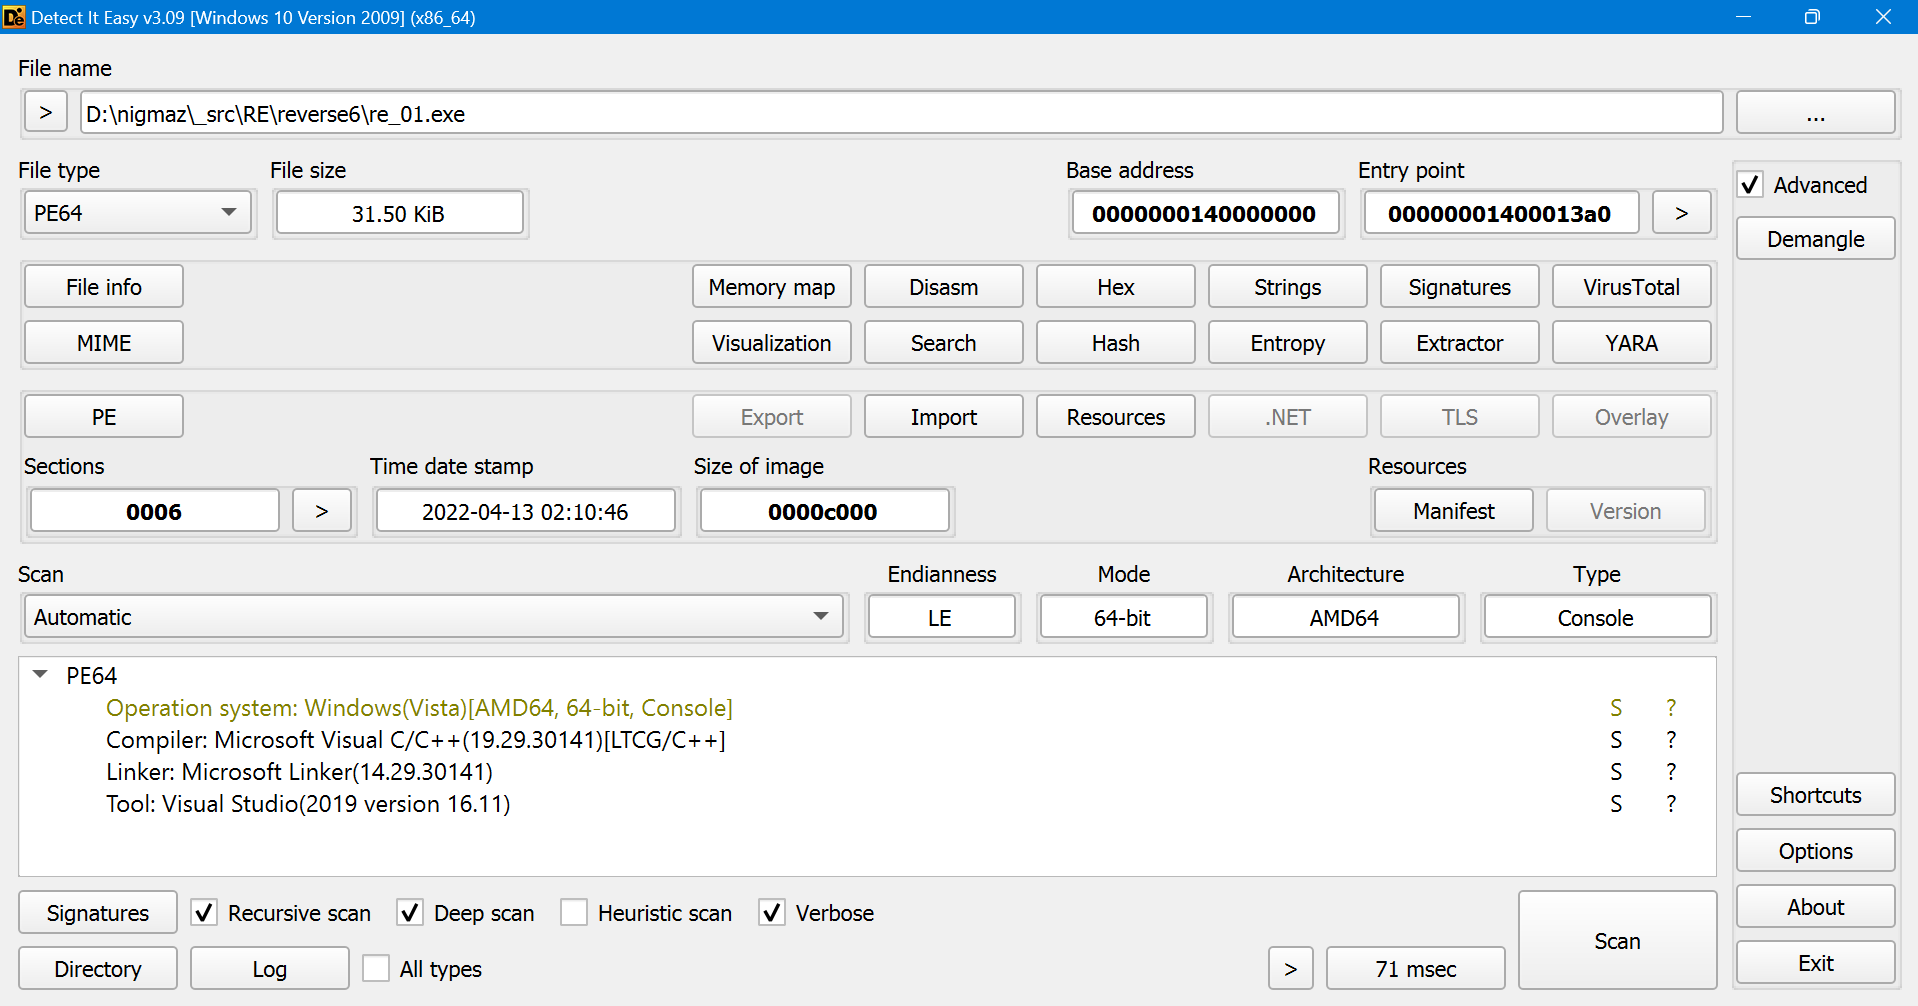 Detect It Easy v3.09 [Windows 10 Version 2009] (x86_64)
File name
> D:\nigmaz\_src\RE\reverse6\re_01.exe ...
File type File size Base address Entry point
PE64 31.50 KiB 0000000140000000 00000001400013a0 >
Advanced
Demangle
File info Memory map Disasm Hex Strings Signatures VirusTotal
MIME Visualization Search Hash Entropy Extractor YARA
PE Export Import Resources .NET TLS Overlay
Sections Time date stamp Size of image Resources
0006 > 2022-04-13 02:10:46 0000c000 Manifest Version
Scan Endianness Mode Architecture Type
Automatic LE 64-bit AMD64 Console
PE64
Operation system: Windows(Vista)[AMD64, 64-bit, Console] S ?
Compiler: Microsoft Visual C/C++(19.29.30141)[LTCG/C++] S ?
Linker: Microsoft Linker(14.29.30141) S ?
Tool: Visual Studio(2019 version 16.11) S ?
Shortcuts
Options
About
Exit
Signatures Recursive scan Deep scan Heuristic scan Verbose
Directory Log All types > 71 msec Scan